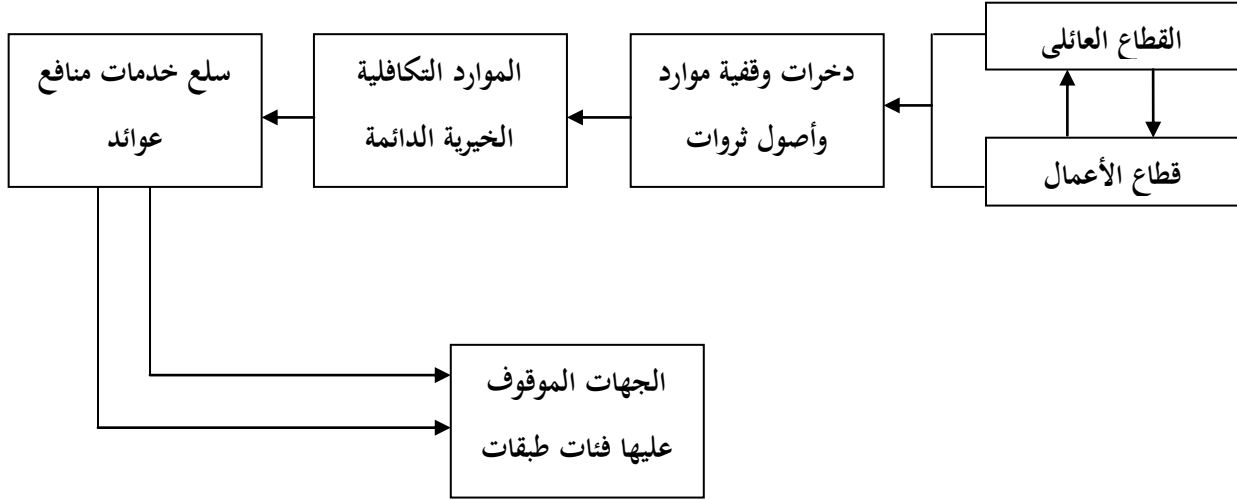 القطاع العائلى
قطاع الأعمال
دخرات وقفية موارد
وأصول ثروات
الموارد التكافلية
الخيرية الدائمة
سلع خدمات منافع
عوائد
الجهات الموقوف
عليها فئات طبقات